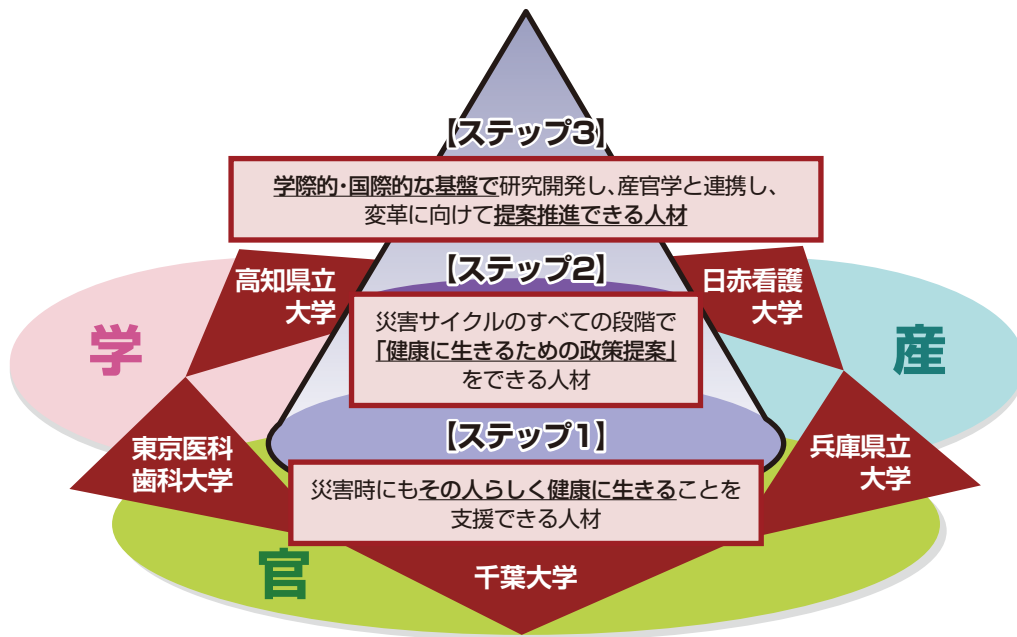 【ステップ3】
学際的・国際的な基盤で研究開発し、産官学と連携し、
変革に向けて提案推進できる人材
高知県立
大学
【ステップ2】
日赤看護
大学
学
災害サイクルのすべての段階で
「健康に生きるための政策提案」
をできる人材
産
東京医科
歯科大学
【ステップ1】
兵庫県立
大学
災害時にもその人らしく健康に生きることを
支援できる人材
官
千葉大学